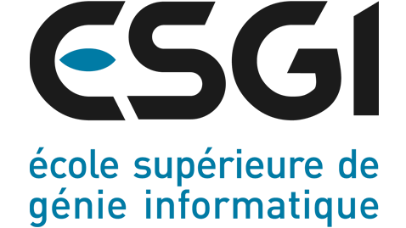 ESGI
école supérieure de
génie informatique